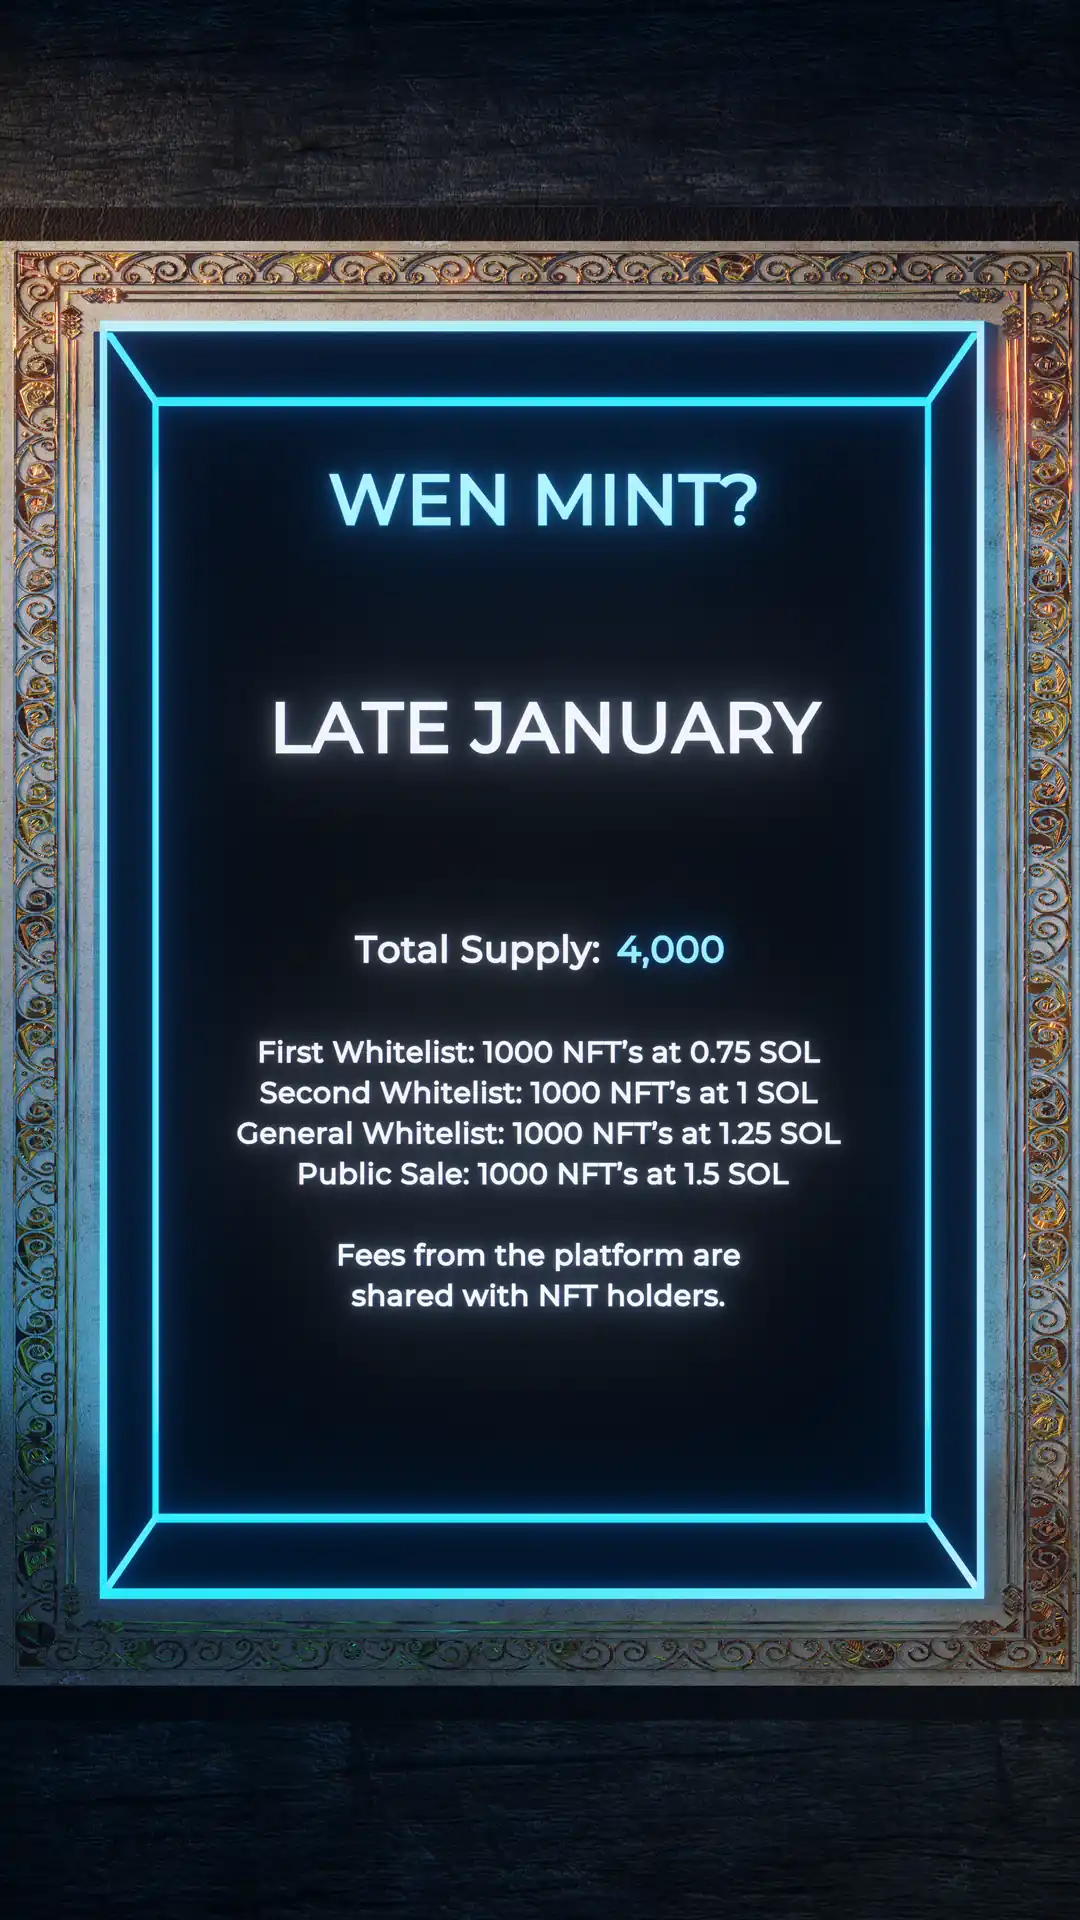 WEN MINT?
LATE JANUARY
Total Supply: 4,000
First Whitelist: 1000 NFT’s at 0.75 SOL
Second Whitelist: 1000 NFT’s at 1 SOL
General Whitelist: 1000 NFT’s at 1.25 SOL
Public Sale: 1000 NFT’s at 1.5 SOL
Fees from the platform are
shared with NFT holders.